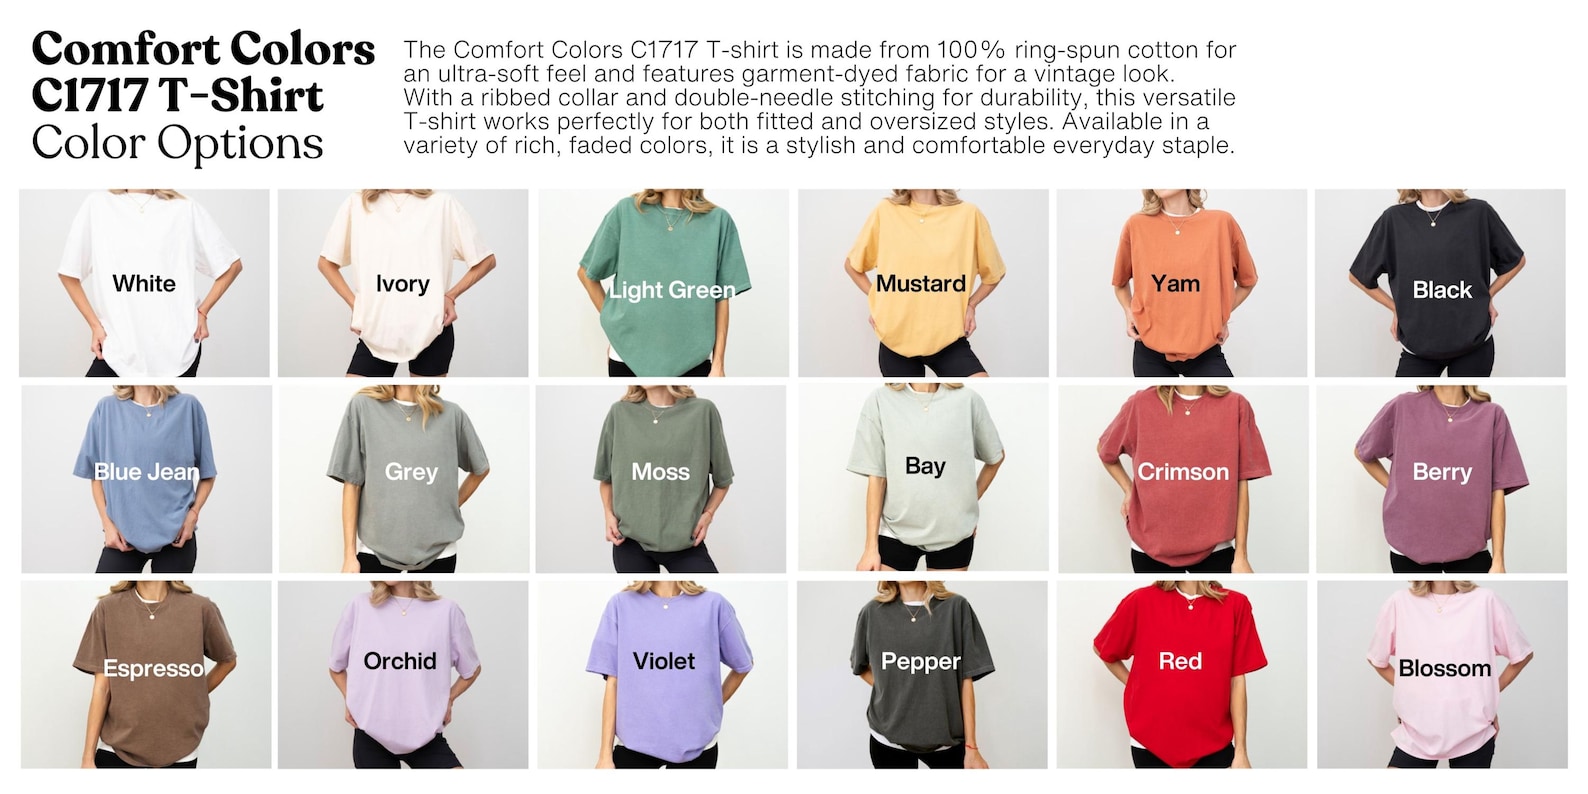 Comfort Colors
C1717 T-Shirt
Color Options
The Comfort Colors C1717 T-shirt is made from 100% ring-spun cotton for
an ultra-soft feel and features garment-dyed fabric for a vintage look.
With a ribbed collar and double-needle stitching for durability, this versatile
T-shirt works perfectly for both fitted and oversized styles. Available in a
variety of rich, faded colors, it is a stylish and comfortable everyday staple.
White
Ivory
Light Green
Mustard
Yam
Black
Blue Jean
Grey
Moss
Bay
Crimson
Berry
Espresso
Orchid
Violet
Pepper
Red
Blossom